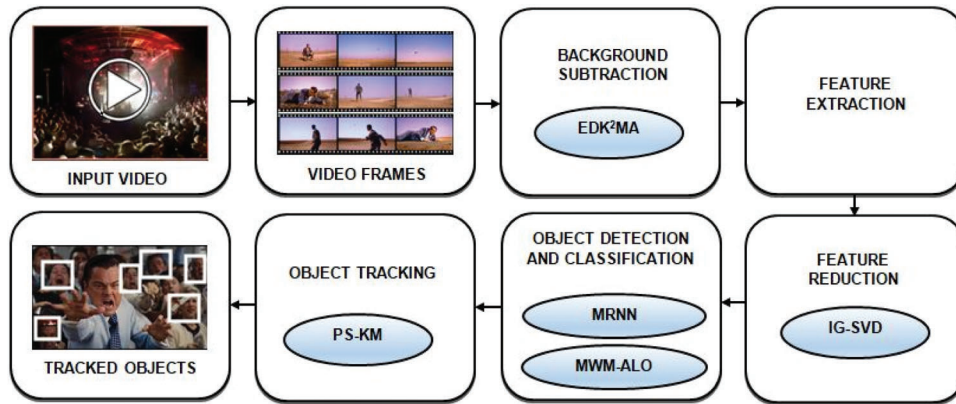 INPUT VIDEO
VIDEO FRAMES
BACKGROUND
SUBTRACTION
EDK²MA
FEATURE
EXTRACTION
FEATURE
REDUCTION
IG-SVD
OBJECT DETECTION
AND CLASSIFICATION
MRNN
MWM-ALO
OBJECT TRACKING
PS-KM
TRACKED OBJECTS